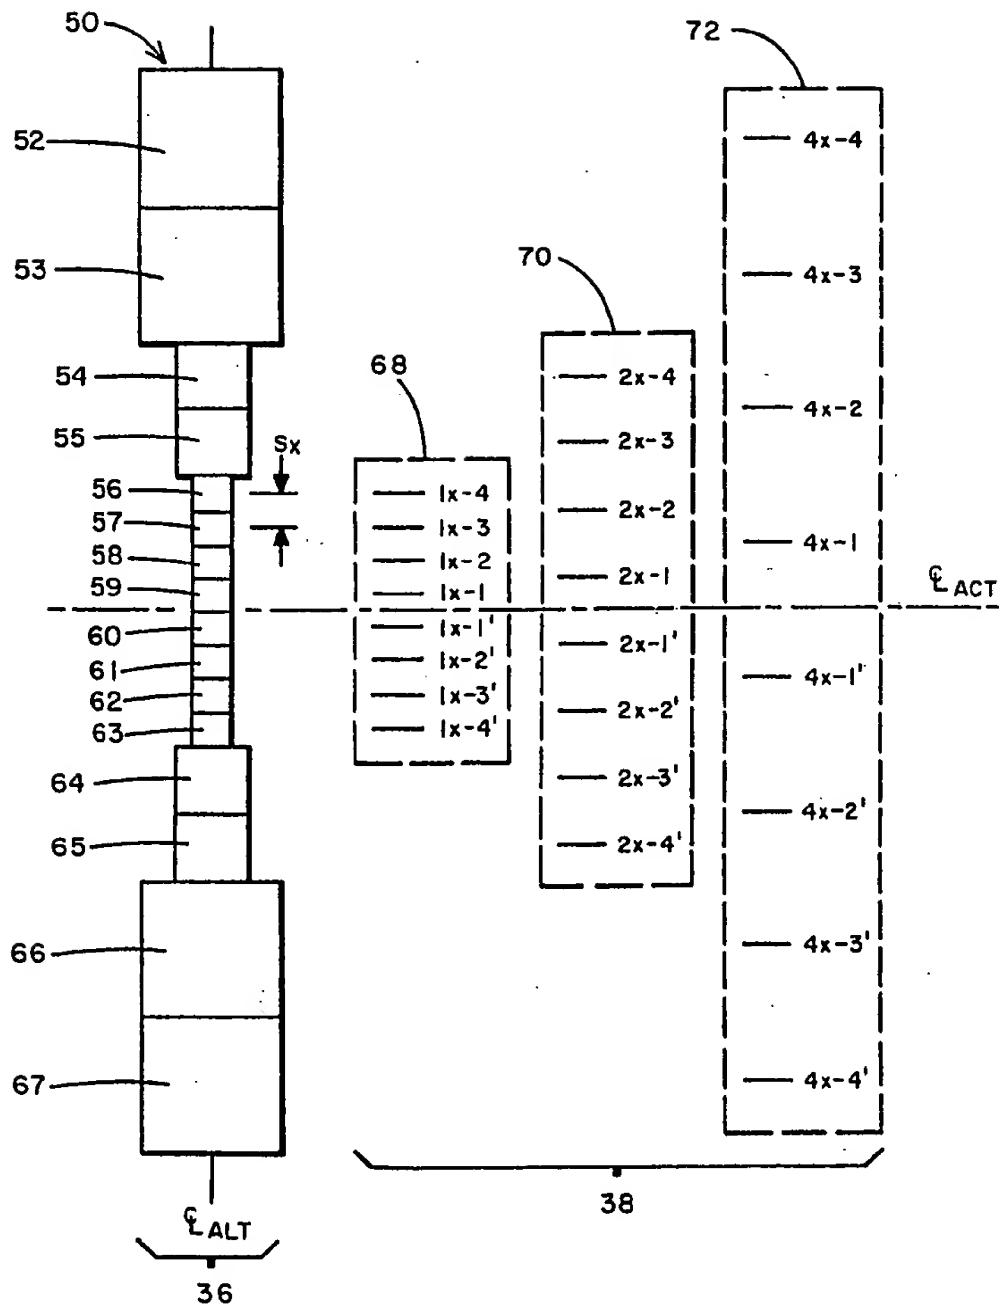 50
72
52
4x-4
53
70
4x-3
54
68
2x-4
4x-2
55
Sx
2x-3
56
1x-4
57
1x-3
2x-2
58
1x-2
4x-1
59
1x-1
2x-1
℄ ACT
60
1x-1'
2x-1'
61
1x-2'
4x-1'
62
1x-3'
2x-2'
63
1x-4'
64
2x-3'
4x-2'
65
2x-4'
66
4x-3'
67
4x-4'
38
℄ ALT
36